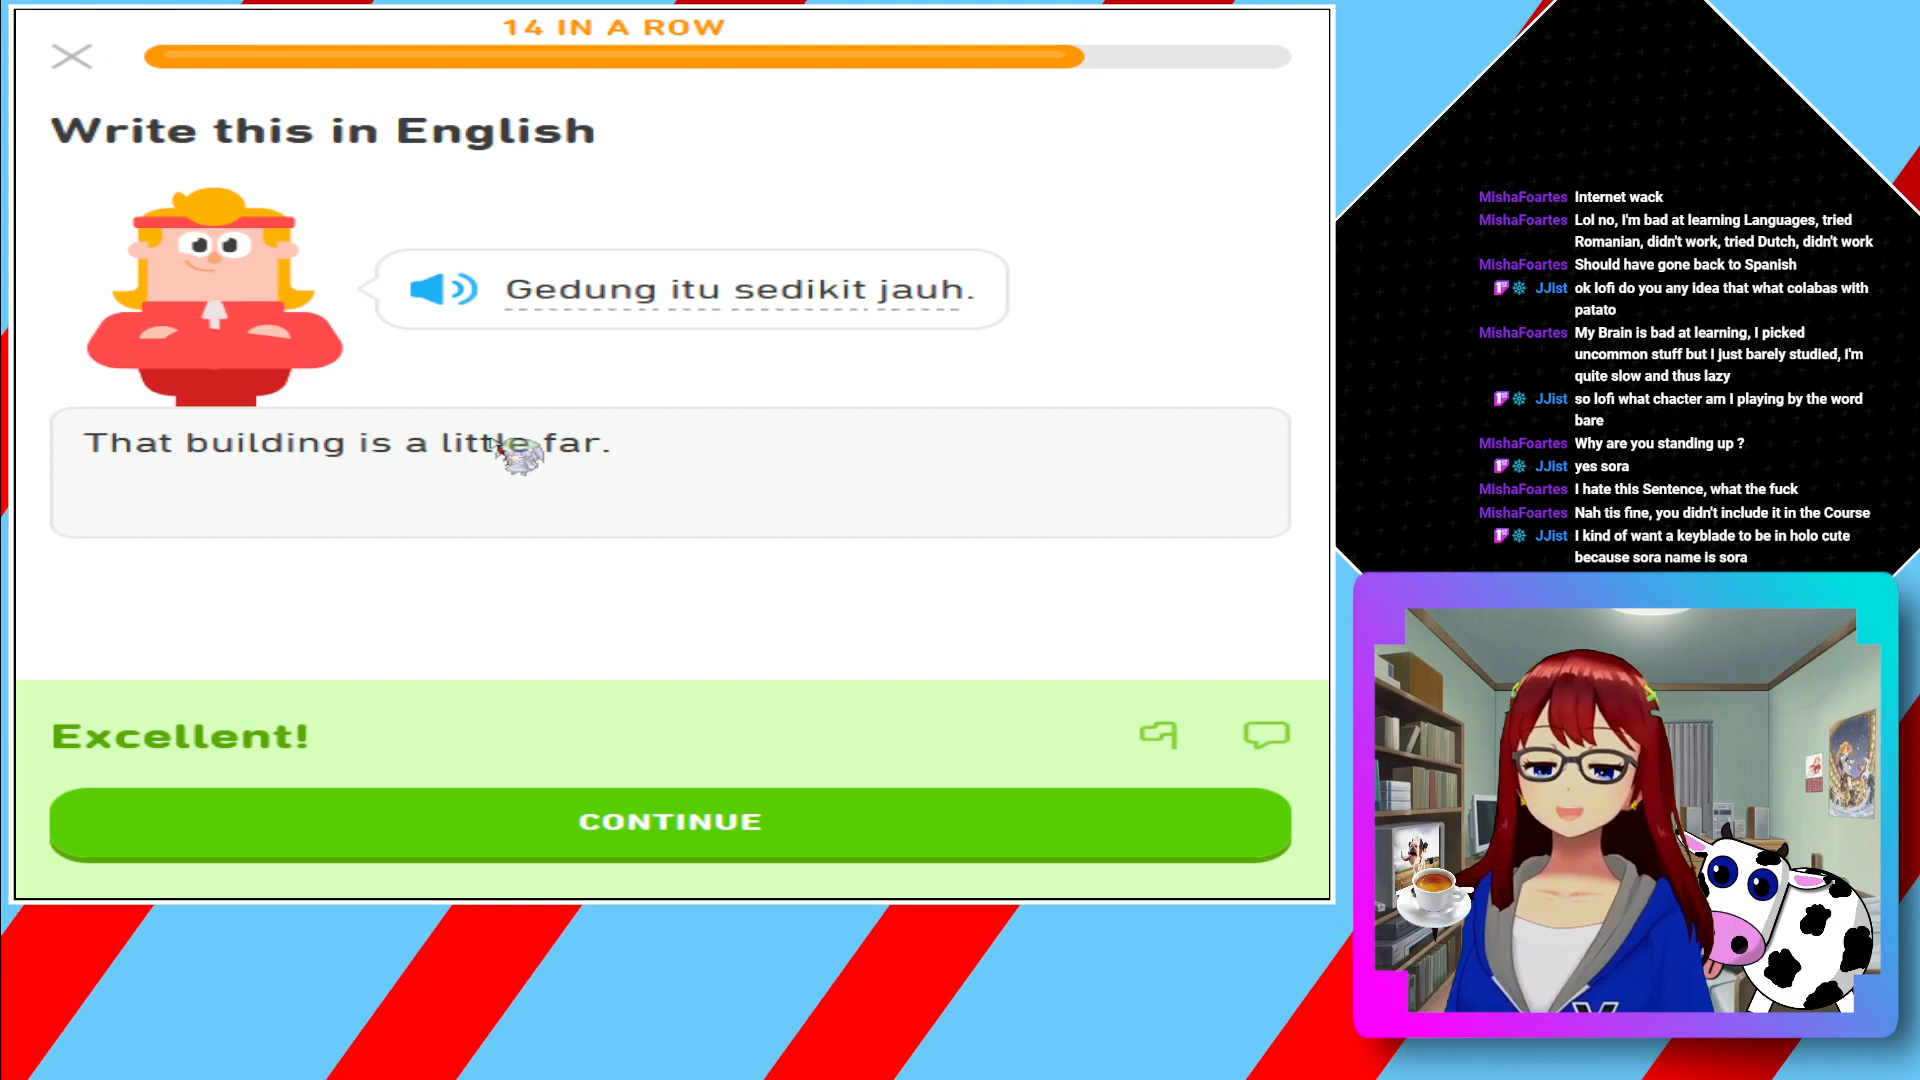 14 IN A ROW
Write this in English
Gedung itu sedikit jauh.
That building is a little far.
Excellent!
CONTINUE
MishaFoartes Internet wack
MishaFoartes Lol no, I'm bad at learning Languages, tried
Romanian, didn't work, tried Dutch, didn't work
MishaFoartes Should have gone back to Spanish
JJist ok lofi do you any idea that what colabas with
patato
MishaFoartes My Brain is bad at learning, I picked
uncommon stuff but I just barely studied, I'm
quite slow and thus lazy
JJist so lofi what chacter am I playing by the word
bare
MishaFoartes Why are you standing up ?
JJist yes sora
MishaFoartes I hate this Sentence, what the fuck
MishaFoartes Nah tis fine, you didn't include it in the Course
JJist I kind of want a keyblade to be in holo cute
because sora name is sora